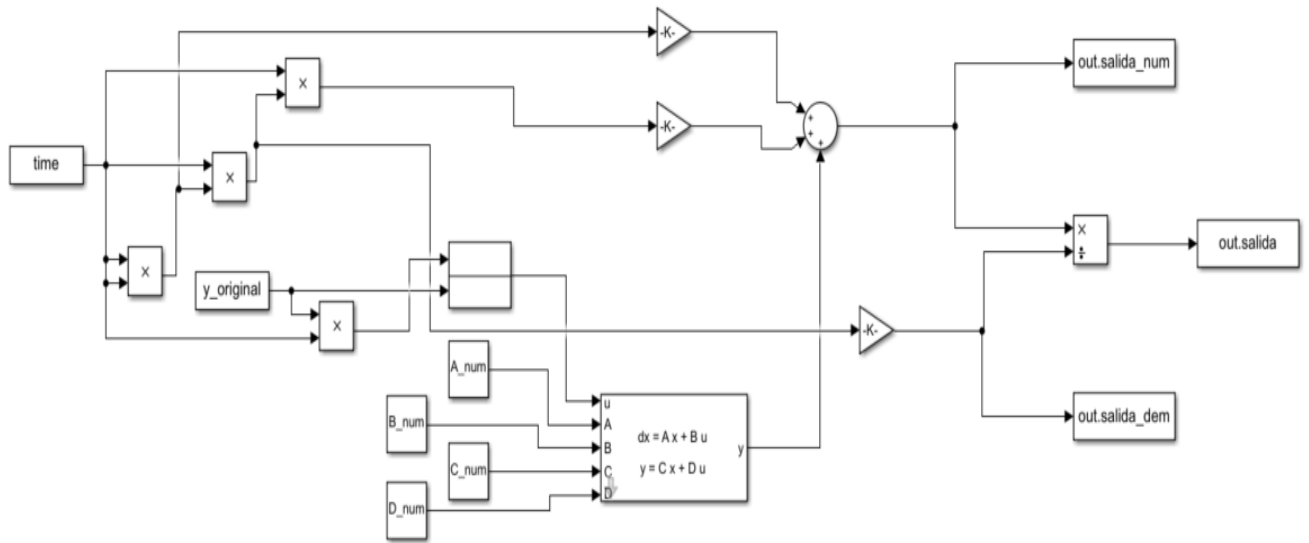 -K-
out.salida_num
×
-K-
+
+
+
time
×
×
y_original
×
×
÷
out.salida
-K-
A_num
B_num
C_num
D_num
u
A
B
C
D
dx = A x + B u
y = C x + D u
y
out.salida_dem